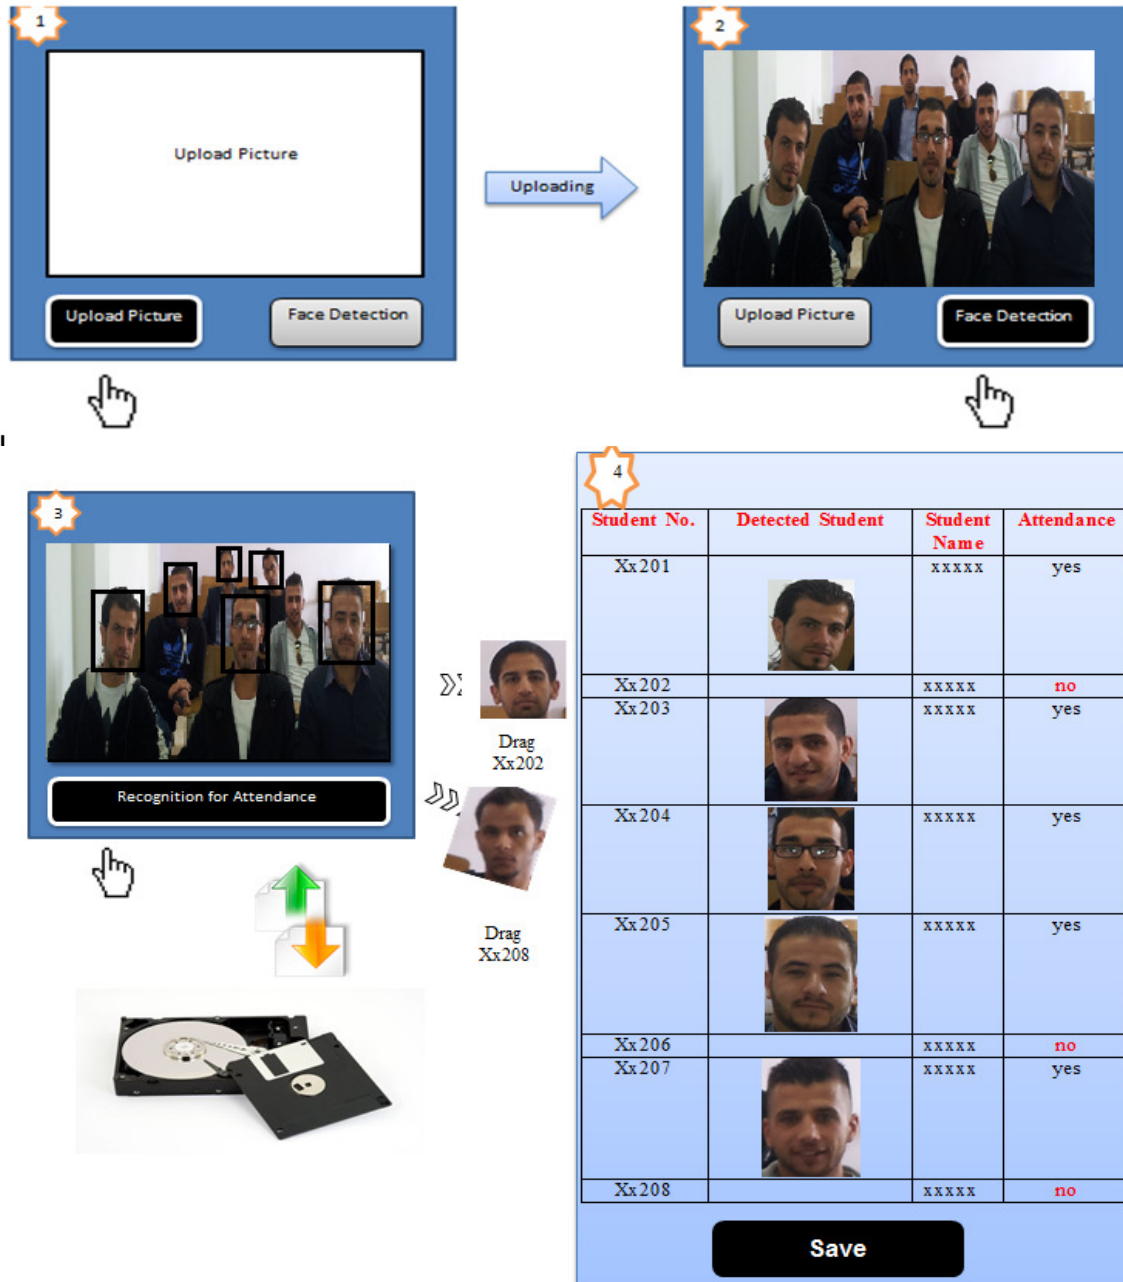 1
Upload Picture
Upload Picture
Face Detection
Uploading
2
Upload Picture
Face Detection
3
Recognition for Attendance
Drag
Xx202
Drag
Xx208
4
Student No.
Detected Student
Student
Name
Attendance
Xx201
xxxxx
yes
Xx202
xxxxx
no
Xx203
xxxxx
yes
Xx204
xxxxx
yes
Xx205
xxxxx
yes
Xx206
xxxxx
no
Xx207
xxxxx
yes
Xx208
xxxxx
no
Save